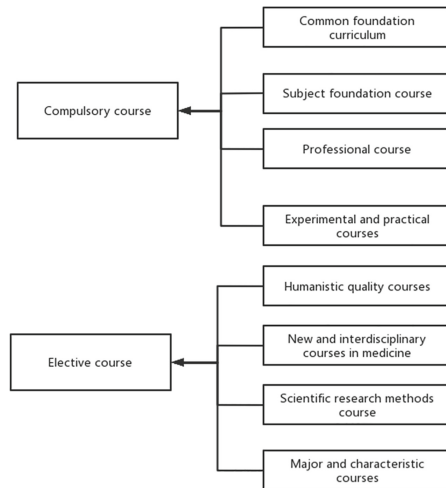 Common foundation
curriculum
Subject foundation course
Compulsory course
Professional course
Experimental and practical
courses
Humanistic quality courses
New and interdisciplinary
courses in medicine
Elective course
Scientific research methods
course
Major and characteristic
courses